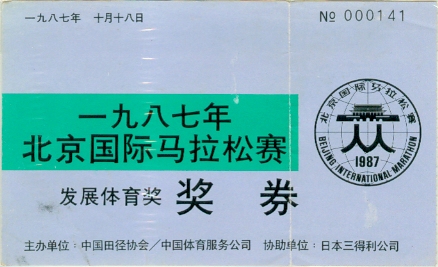 一九八七年 十月十八日
№ 000141
一九八七年
北京国际马拉松赛
发展体育奖 奖券
北京国际马拉松赛
1987
BEIJING INTERNATIONAL MARATHON
主办单位：中国田径协会／中国体育服务公司 协助单位：日本三得利公司